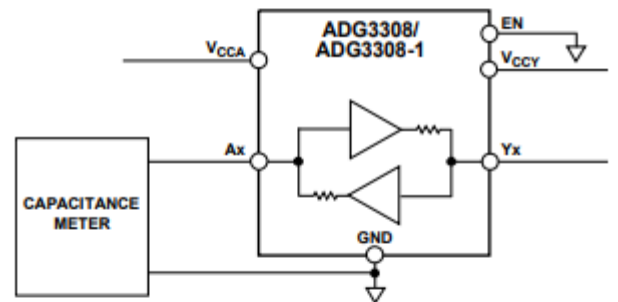 ADG3308/
ADG3308-1
EN
VCCA
VCCY
Ax
Yx
CAPACITANCE
METER
GND